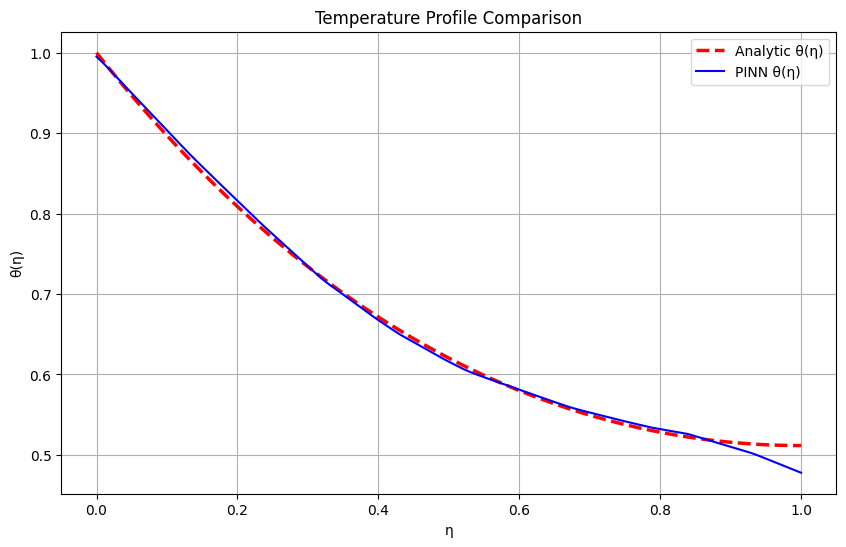 Temperature Profile Comparison
Analytic θ(η)
PINN θ(η)
1.0
0.9
0.8
0.7
0.6
0.5
θ(η)
0.0 0.2 0.4 0.6 0.8 1.0
η